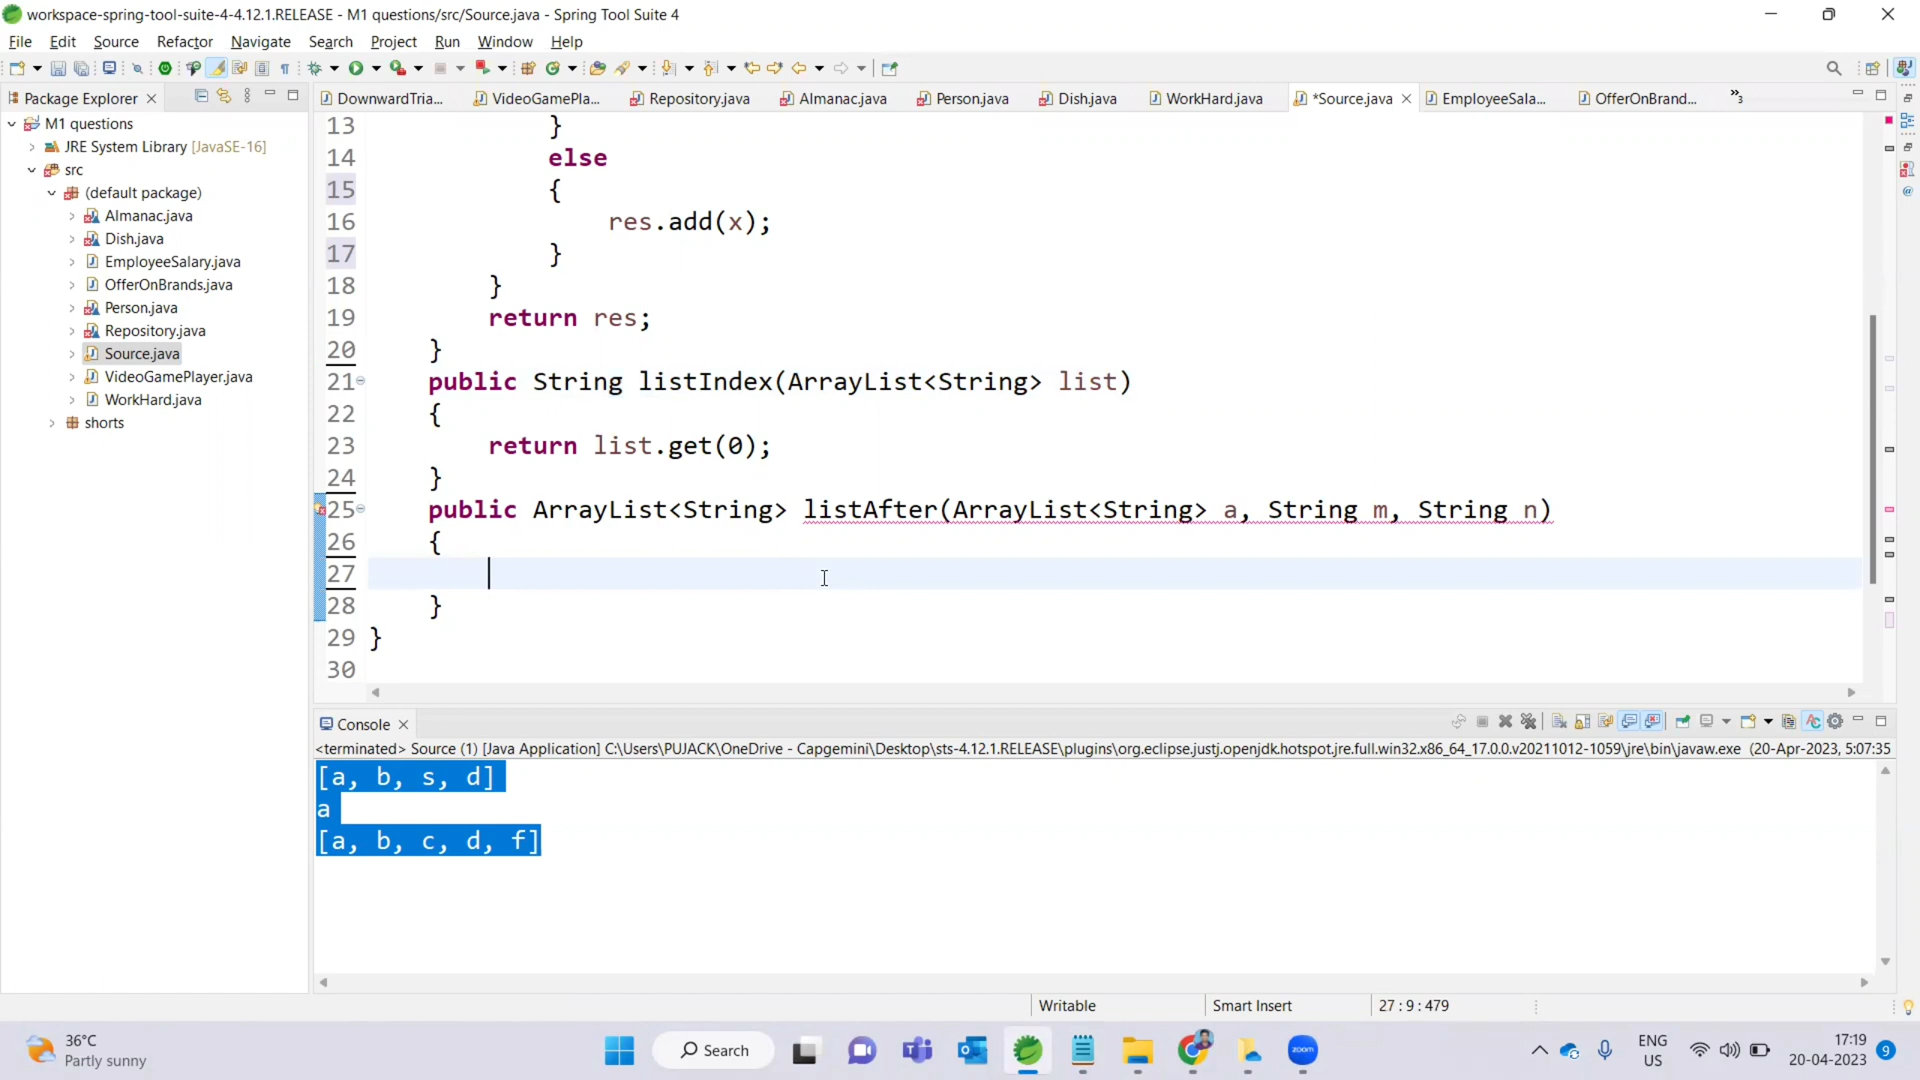 workspace-spring-tool-suite-4-4.12.1.RELEASE - M1 questions/src/Source.java - Spring Tool Suite 4
File Edit Source Refactor Navigate Search Project Run Window Help
Package Explorer
DownwardTria... VideoGamePla... Repository.java Almanac.java Person.java Dish.java WorkHard.java *Source.java EmployeeSala... OfferOnBrand... »3
M1 questions
JRE System Library [JavaSE-16]
src
(default package)
Almanac.java
Dish.java
EmployeeSalary.java
OfferOnBrands.java
Person.java
Repository.java
Source.java
VideoGamePlayer.java
WorkHard.java
shorts
13 }
14 else
15 {
16 res.add(x);
17 }
18 }
19 return res;
20 }
21 public String listIndex(ArrayList<String> list)
22 {
23 return list.get(0);
24 }
25 public ArrayList<String> listAfter(ArrayList<String> a, String m, String n)
26 {
27
28 }
29 }
30
Console
<terminated> Source (1) [Java Application] C:\Users\PUJACK\OneDrive - Capgemini\Desktop\sts-4.12.1.RELEASE\plugins\org.eclipse.justj.openjdk.hotspot.jre.full.win32.x86_64_17.0.0.v20211012-1059\jre\bin\javaw.exe (20-Apr-2023, 5:07:35
[a, b, s, d]
a
[a, b, c, d, f]
Writable Smart Insert 27 : 9 : 479
36°C
Partly sunny
Search
zoom
ENG
US
17:19
20-04-2023
9